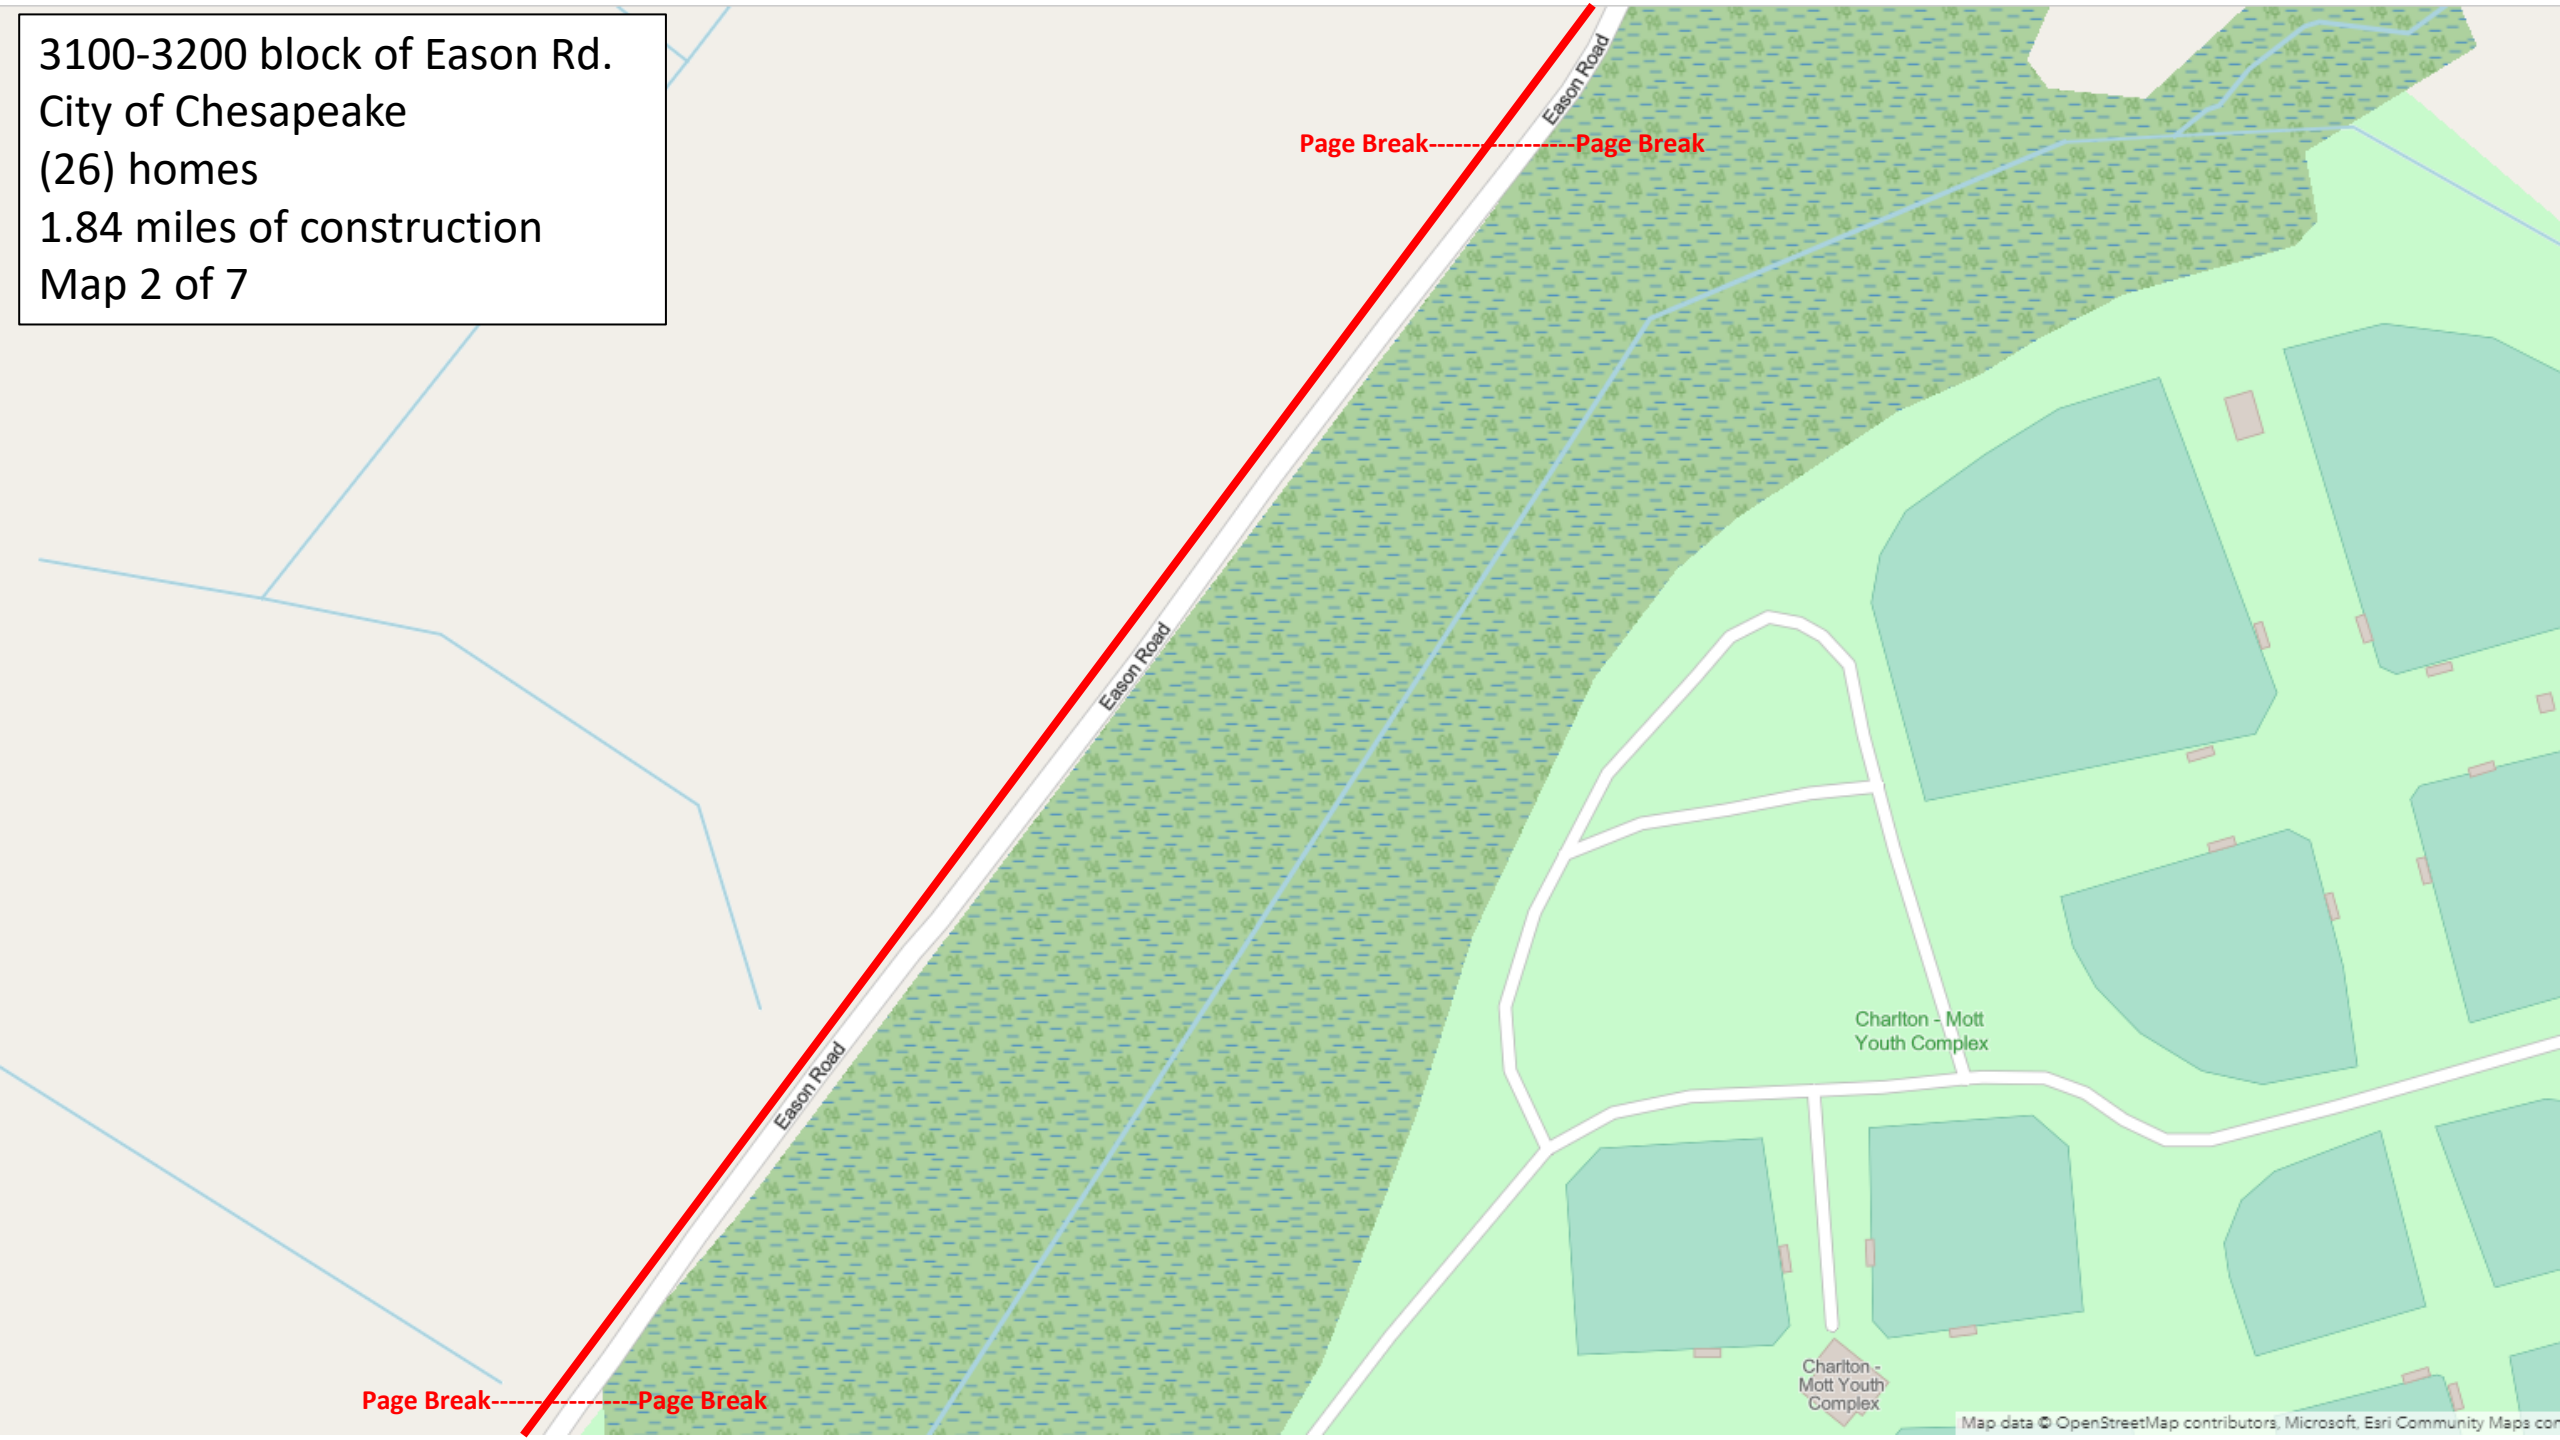 3100-3200 block of Eason Rd.
City of Chesapeake
(26) homes
1.84 miles of construction
Map 2 of 7
Eason Road
Page Break-----------------Page Break
Eason Road
Charlton - Mott
Youth Complex
Eason Road
Charlton -
Mott Youth
Complex
Page Break-----------------Page Break
Map data © OpenStreetMap contributors, Microsoft, Esri Community Maps con